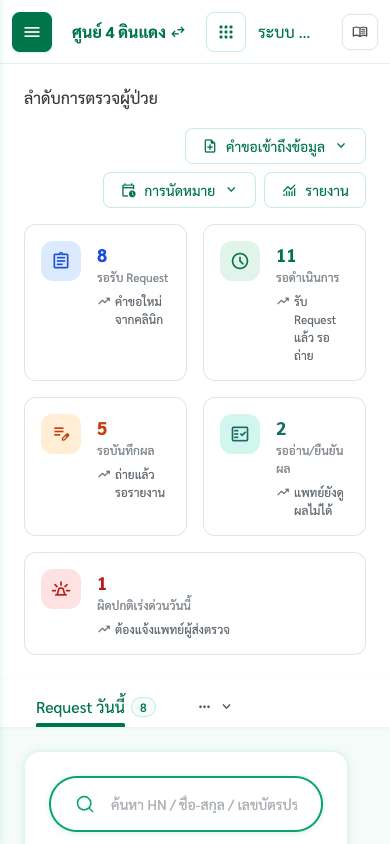 ศูนย์ 4 ดินแดง
ระบบ ...
ลำดับการตรวจผู้ป่วย
คำขอเข้าถึงข้อมูล
การนัดหมาย
รายงาน
8
รอรับ Request
คำขอใหม่
จากคลินิก
11
รอดำเนินการ
รับ
Request
แล้ว รอ
ถ่าย
5
รอบันทึกผล
ถ่ายแล้ว
รอรายงาน
2
รออ่าน/ยืนยัน
ผล
แพทย์ยังดู
ผลไม่ได้
1
ผิดปกติเร่งด่วนวันนี้
ต้องแจ้งแพทย์ผู้ส่งตรวจ
Request วันนี้ 8
...
ค้นหา HN / ชื่อ-สกุล / เลขบัตรปร